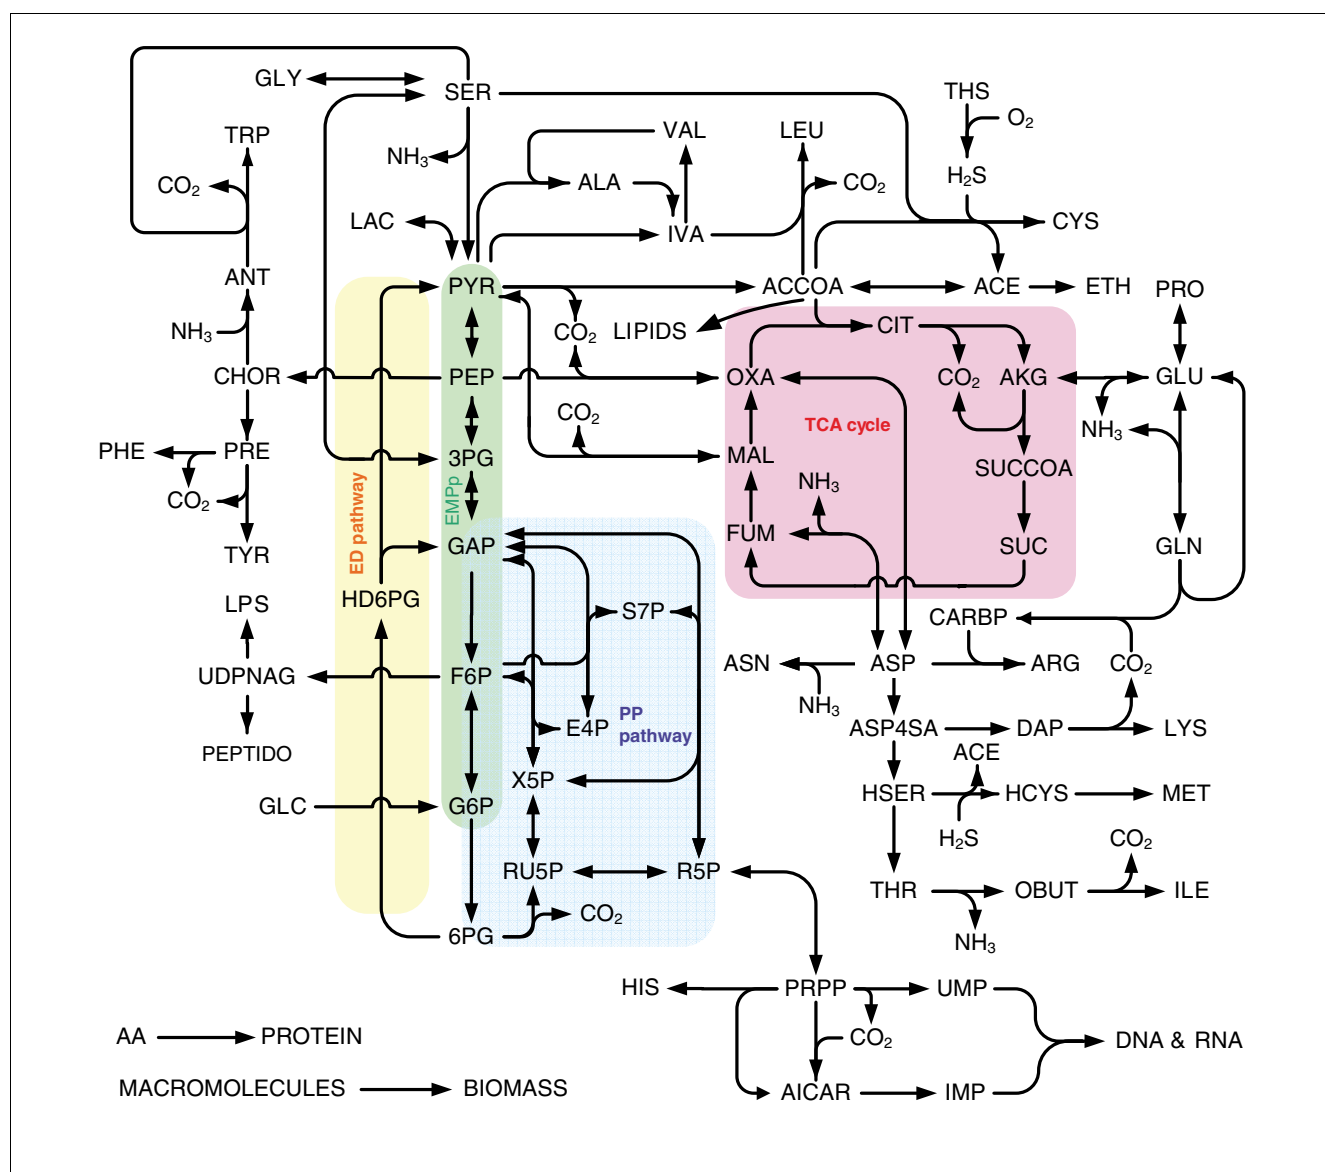 GLY
SER
THS
O₂
TRP
VAL
LEU
NH₃
CO₂
ALA
CO₂
H₂S
LAC
IVA
CYS
ANT
PYR
ACCOA
ACE
ETH
PRO
NH₃
CO₂
LIPIDS
CIT
CHOR
PEP
OXA
CO₂
AKG
GLU
CO₂
TCA cycle
NH₃
PHE
PRE
3PG
MAL
SUCCOA
CO₂
NH₃
ED pathway
EMPp
TYR
GAP
FUM
SUC
GLN
LPS
HD6PG
S7P
CARBP
UDPNAG
F6P
ASN
ASP
ARG
CO₂
NH₃
PEPTIDO
E4P
PP
pathway
ASP4SA
DAP
LYS
X5P
ACE
GLC
G6P
HSER
HCYS
MET
H₂S
CO₂
RU5P
R5P
THR
OBUT
ILE
6PG
CO₂
NH₃
HIS
PRPP
UMP
AA
PROTEIN
CO₂
DNA & RNA
MACROMOLECULES
BIOMASS
AICAR
IMP